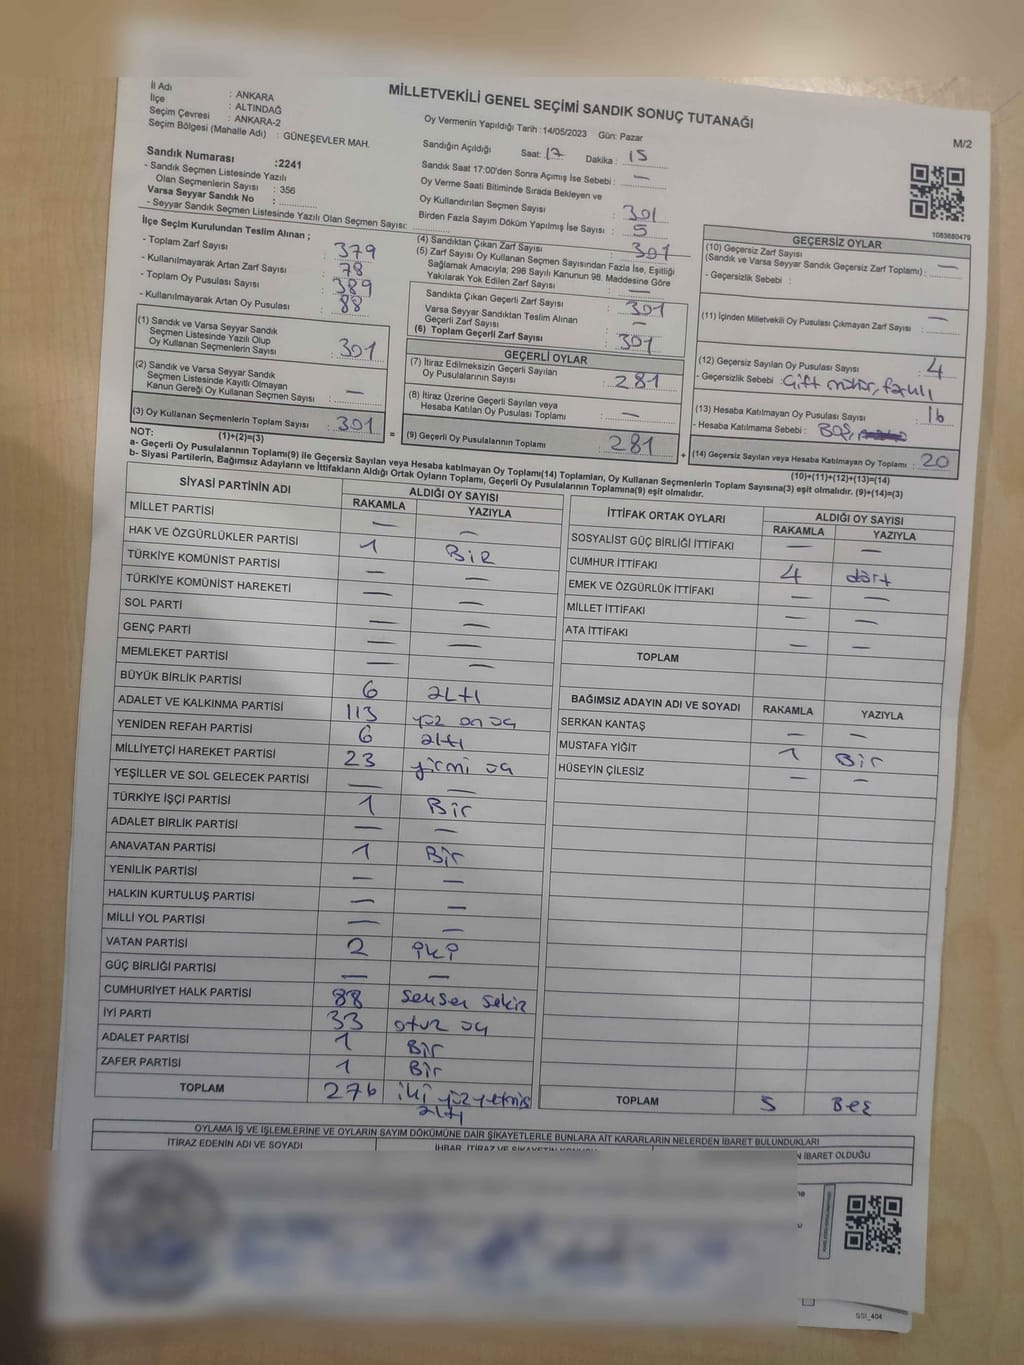 MİLLETVEKİLİ GENEL SEÇİMİ SANDIK SONUÇ TUTANAĞI
M/2
İl Adı : ANKARA
İlçe : ALTINDAĞ
Seçim Çevresi : ANKARA-2
Seçim Bölgesi (Mahalle Adı) : GÜNEŞEVLER MAH.
Sandık Numarası :2241
- Sandık Seçmen Listesinde Yazılı
Olan Seçmenlerin Sayısı : 356
Varsa Seyyar Sandık No :
- Seyyar Sandık Seçmen Listesinde Yazılı Olan Seçmen Sayısı:
Oy Vermenin Yapıldığı Tarih :14/05/2023 Gün: Pazar
Sandığın Açıldığı Saat: 17 Dakika : 15
Sandık Saat 17:00'den Sonra Açımış İse Sebebi : —
Oy Verme Saati Bitiminde Sırada Bekleyen ve
Oy Kullandırılan Seçmen Sayısı : 301
Birden Fazla Sayım Döküm Yapılmış İse Sayısı : 5
1083680479
İlçe Seçim Kurulundan Teslim Alınan ;
- Toplam Zarf Sayısı : 379
- Kullanılmayarak Artan Zarf Sayısı : 78
- Toplam Oy Pusulası Sayısı : 389
- Kullanılmayarak Artan Oy Pusulası : 88
(1) Sandık ve Varsa Seyyar Sandık
Seçmen Listesinde Yazılı Olup
Oy Kullanan Seçmenlerin Sayısı : 301
(2) Sandık ve Varsa Seyyar Sandık
Seçmen Listesinde Kayıtlı Olmayan
Kanun Gereği Oy Kullanan Seçmen Sayısı : —
(3) Oy Kullanan Seçmenlerin Toplam Sayısı : 301
(1)+(2)=(3)
(4) Sandıktan Çıkan Zarf Sayısı : 301
(5) Zarf Sayısı Oy Kullanan Seçmen Sayısından Fazla İse, Eşitliği
Sağlamak Amacıyla; 298 Sayılı Kanunun 98. Maddesine Göre
Yakılarak Yok Edilen Zarf Sayısı : —
Sandıkta Çıkan Geçerli Zarf Sayısı : 301
Varsa Seyyar Sandıktan Teslim Alınan
Geçerli Zarf Sayısı : —
(6) Toplam Geçerli Zarf Sayısı : 301
GEÇERLİ OYLAR
(7) İtiraz Edilmeksizin Geçerli Sayılan
Oy Pusulalarının Sayısı : 281
(8) İtiraz Üzerine Geçerli Sayılan veya
Hesaba Katılan Oy Pusulası Toplamı : —
= (9) Geçerli Oy Pusulalarının Toplamı : 281 +
GEÇERSİZ OYLAR
(10) Geçersiz Zarf Sayısı
(Sandık ve Varsa Seyyar Sandık Geçersiz Zarf Toplamı) : —
- Geçersizlik Sebebi :
(11) İçinden Milletvekili Oy Pusulası Çıkmayan Zarf Sayısı : —
(12) Geçersiz Sayılan Oy Pusulası Sayısı : 4
- Geçersizlik Sebebi : Çift mühür, farklı
(13) Hesaba Katılmayan Oy Pusulası Sayısı : 16
- Hesaba Katılmama Sebebi : Boş,
(14) Geçersiz Sayılan veya Hesaba Katılmayan Oy Toplamı : 20
(10)+(11)+(12)+(13)=(14)
NOT:
a- Geçerli Oy Pusulaların Toplamı(9) ile Geçersiz Sayılan veya Hesaba katılmayan Oy Toplamı(14) Toplamları, Oy Kullanan Seçmenlerin Toplam Sayısına(3) eşit olmalıdır. (9)+(14)=(3)
b- Siyasi Partilerin, Bağımsız Adayların ve İttifakların Aldığı Ortak Oyların Toplamı, Geçerli Oy Pusulalarının Toplamına(9) eşit olmalıdır.
SİYASİ PARTİNİN ADI ALDIĞI OY SAYISI
RAKAMLA YAZIYLA
MİLLET PARTİSİ — —
HAK VE ÖZGÜRLÜKLER PARTİSİ 1 BİR
TÜRKİYE KOMÜNİST PARTİSİ — —
TÜRKİYE KOMÜNİST HAREKETİ — —
SOL PARTİ — —
GENÇ PARTİ — —
MEMLEKET PARTİSİ — —
BÜYÜK BİRLİK PARTİSİ 6 altı
ADALET VE KALKINMA PARTİSİ 113 yüz on üç
YENİDEN REFAH PARTİSİ 6 altı
MİLLİYETÇİ HAREKET PARTİSİ 23 yirmi üç
YEŞİLLER VE SOL GELECEK PARTİSİ — —
TÜRKİYE İŞÇİ PARTİSİ 1 Bir
ADALET BİRLİK PARTİSİ — —
ANAVATAN PARTİSİ 1 Bir
YENİLİK PARTİSİ — —
HALKIN KURTULUŞ PARTİSİ — —
MİLLİ YOL PARTİSİ — —
VATAN PARTİSİ 2 iki
GÜÇ BİRLİĞİ PARTİSİ — —
CUMHURİYET HALK PARTİSİ 88 seksen sekiz
İYİ PARTİ 33 otuz üç
ADALET PARTİSİ 1 Bir
ZAFER PARTİSİ 1 Bir
TOPLAM 276 iki yüz yetmiş
altı
İTTİFAK ORTAK OYLARI ALDIĞI OY SAYISI
RAKAMLA YAZIYLA
SOSYALİST GÜÇ BİRLİĞİ İTTİFAKI — —
CUMHUR İTTİFAKI 4 dört
EMEK VE ÖZGÜRLÜK İTTİFAKI — —
MİLLET İTTİFAKI — —
ATA İTTİFAKI — —
TOPLAM
BAĞIMSIZ ADAYIN ADI VE SOYADI RAKAMLA YAZIYLA
SERKAN KANTAŞ — —
MUSTAFA YİĞİT 1 Bir
HÜSEYİN ÇİLESİZ — —
TOPLAM 5 Beş
OYLAMA İŞ VE İŞLEMLERİNE VE OYLARIN SAYIM DÖKÜMÜNE DAİR ŞİKAYETLERLE BUNLARA AİT KARARLARIN NELERDEN İBARET BULUNDUKLARI
İTİRAZ EDENİN ADI VE SOYADI
İHBAR, İTİRAZ VE ŞİKAYETİN KONUSU
N İBARET OLDUĞU
SSI_404